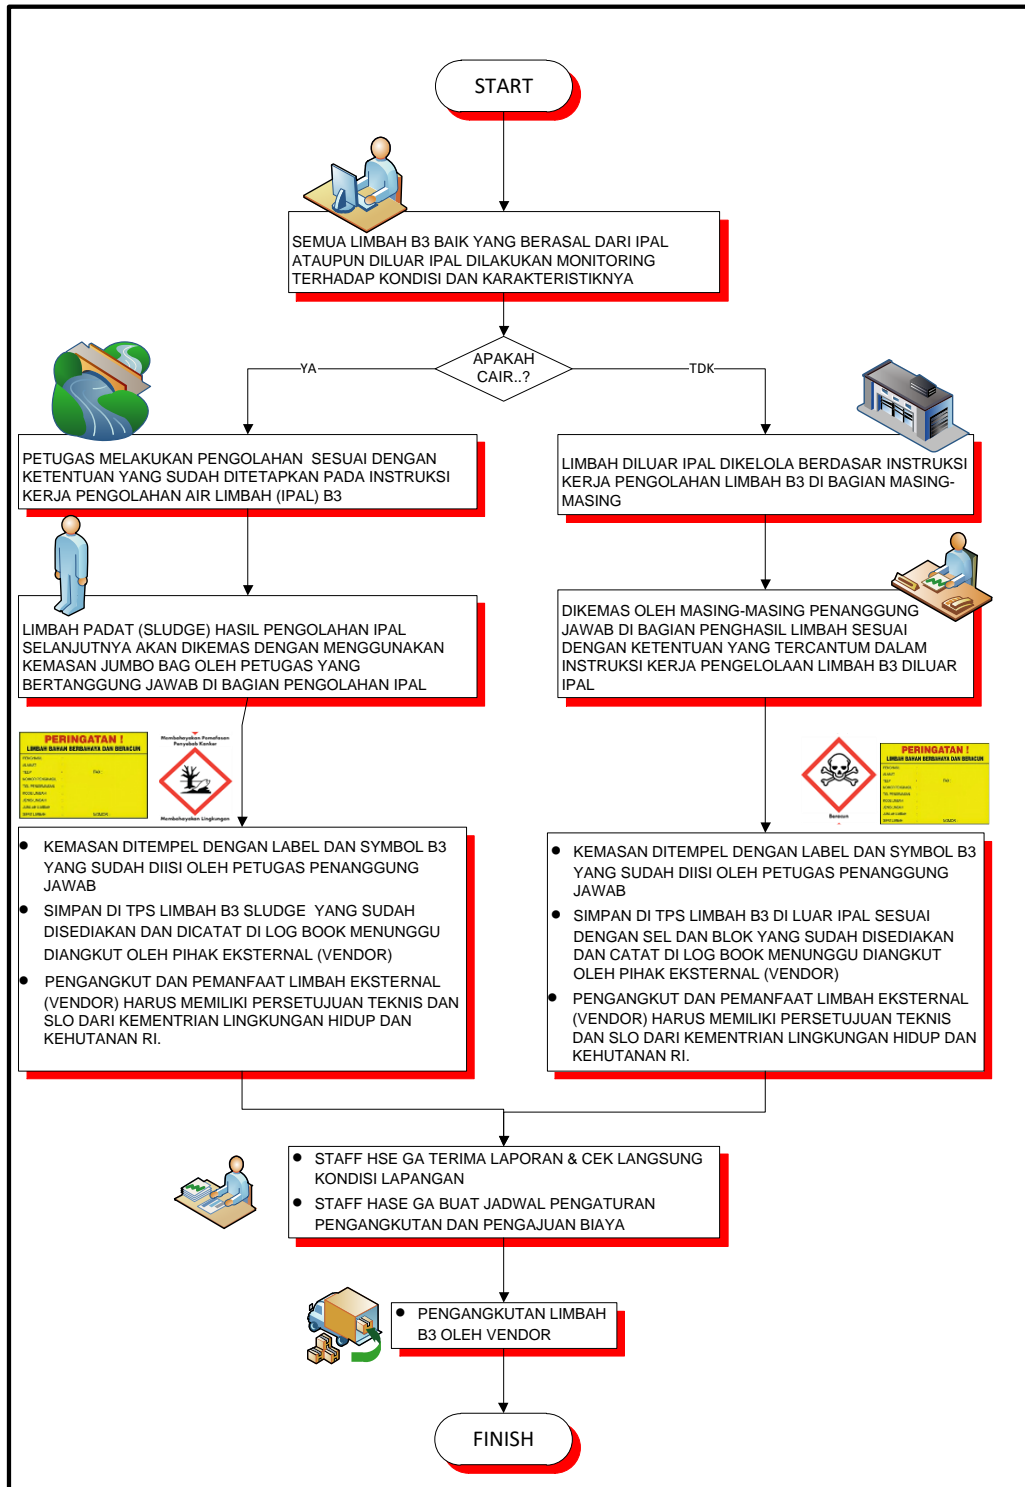 START
SEMUA LIMBAH B3 BAIK YANG BERASAL DARI IPAL
ATAUPUN DILUAR IPAL DILAKUKAN MONITORING
TERHADAP KONDISI DAN KARAKTERISTIKNYA
APAKAH
CAIR..?
YA
TDK
PETUGAS MELAKUKAN PENGOLAHAN SESUAI DENGAN
KETENTUAN YANG SUDAH DITETAPKAN PADA INSTRUKSI
KERJA PENGOLAHAN AIR LIMBAH (IPAL) B3
LIMBAH DILUAR IPAL DIKELOLA BERDASAR INSTRUKSI
KERJA PENGOLAHAN LIMBAH B3 DI BAGIAN MASING-
MASING
LIMBAH PADAT (SLUDGE) HASIL PENGOLAHAN IPAL
SELANJUTNYA AKAN DIKEMAS DENGAN MENGGUNAKAN
KEMASAN JUMBO BAG OLEH PETUGAS YANG
BERTANGGUNG JAWAB DI BAGIAN PENGOLAHAN IPAL
DIKEMAS OLEH MASING-MASING PENANGGUNG
JAWAB DI BAGIAN PENGHASIL LIMBAH SESUAI
DENGAN KETENTUAN YANG TERCANTUM DALAM
INSTRUKSI KERJA PENGELOLAAN LIMBAH B3 DILUAR
IPAL
PERINGATAN !
LIMBAH BAHAN BERBAHAYA DAN BERACUN
Membahayakan Pernafasan
Penyebab Kanker
Membahayakan Lingkungan
Beracun
PERINGATAN !
LIMBAH BAHAN BERBAHAYA DAN BERACUN
● KEMASAN DITEMPEL DENGAN LABEL DAN SYMBOL B3
YANG SUDAH DIISI OLEH PETUGAS PENANGGUNG
JAWAB
● SIMPAN DI TPS LIMBAH B3 SLUDGE YANG SUDAH
DISEDIAKAN DAN DICATAT DI LOG BOOK MENUNGGU
DIANGKUT OLEH PIHAK EKSTERNAL (VENDOR)
● PENGANGKUT DAN PEMANFAAT LIMBAH EKSTERNAL
(VENDOR) HARUS MEMILIKI PERSETUJUAN TEKNIS DAN
SLO DARI KEMENTRIAN LINGKUNGAN HIDUP DAN
KEHUTANAN RI.
● KEMASAN DITEMPEL DENGAN LABEL DAN SYMBOL B3
YANG SUDAH DIISI OLEH PETUGAS PENANGGUNG
JAWAB
● SIMPAN DI TPS LIMBAH B3 DI LUAR IPAL SESUAI
DENGAN SEL DAN BLOK YANG SUDAH DISEDIAKAN
DAN CATAT DI LOG BOOK MENUNGGU DIANGKUT
OLEH PIHAK EKSTERNAL (VENDOR)
● PENGANGKUT DAN PEMANFAAT LIMBAH EKSTERNAL
(VENDOR) HARUS MEMILIKI PERSETUJUAN TEKNIS
DAN SLO DARI KEMENTRIAN LINGKUNGAN HIDUP DAN
KEHUTANAN RI.
● STAFF HSE GA TERIMA LAPORAN & CEK LANGSUNG
KONDISI LAPANGAN
● STAFF HASE GA BUAT JADWAL PENGATURAN
PENGANGKUTAN DAN PENGAJUAN BIAYA
● PENGANGKUTAN LIMBAH
B3 OLEH VENDOR
FINISH